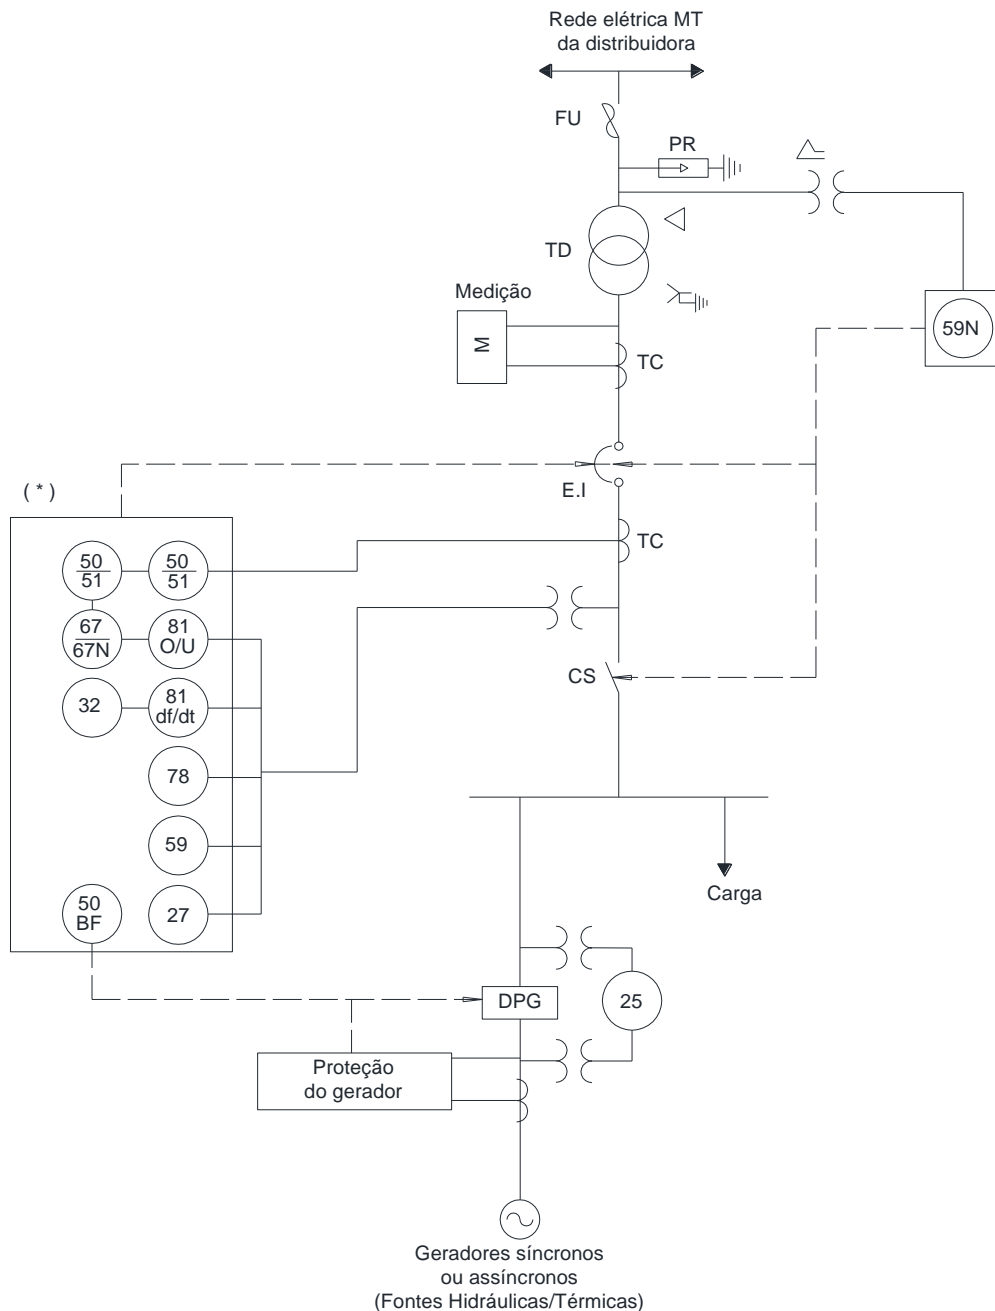 Rede elétrica MT
da distribuidora
FU
PR
TD
Medição
M
TC
59N
E.I
( * )
TC
50
51
50
51
67
67N
81
O/U
32
81
df/dt
CS
78
59
50
BF
27
Carga
DPG
25
Proteção
do gerador
Geradores síncronos
ou assíncronos
(Fontes Hidráulicas/Térmicas)